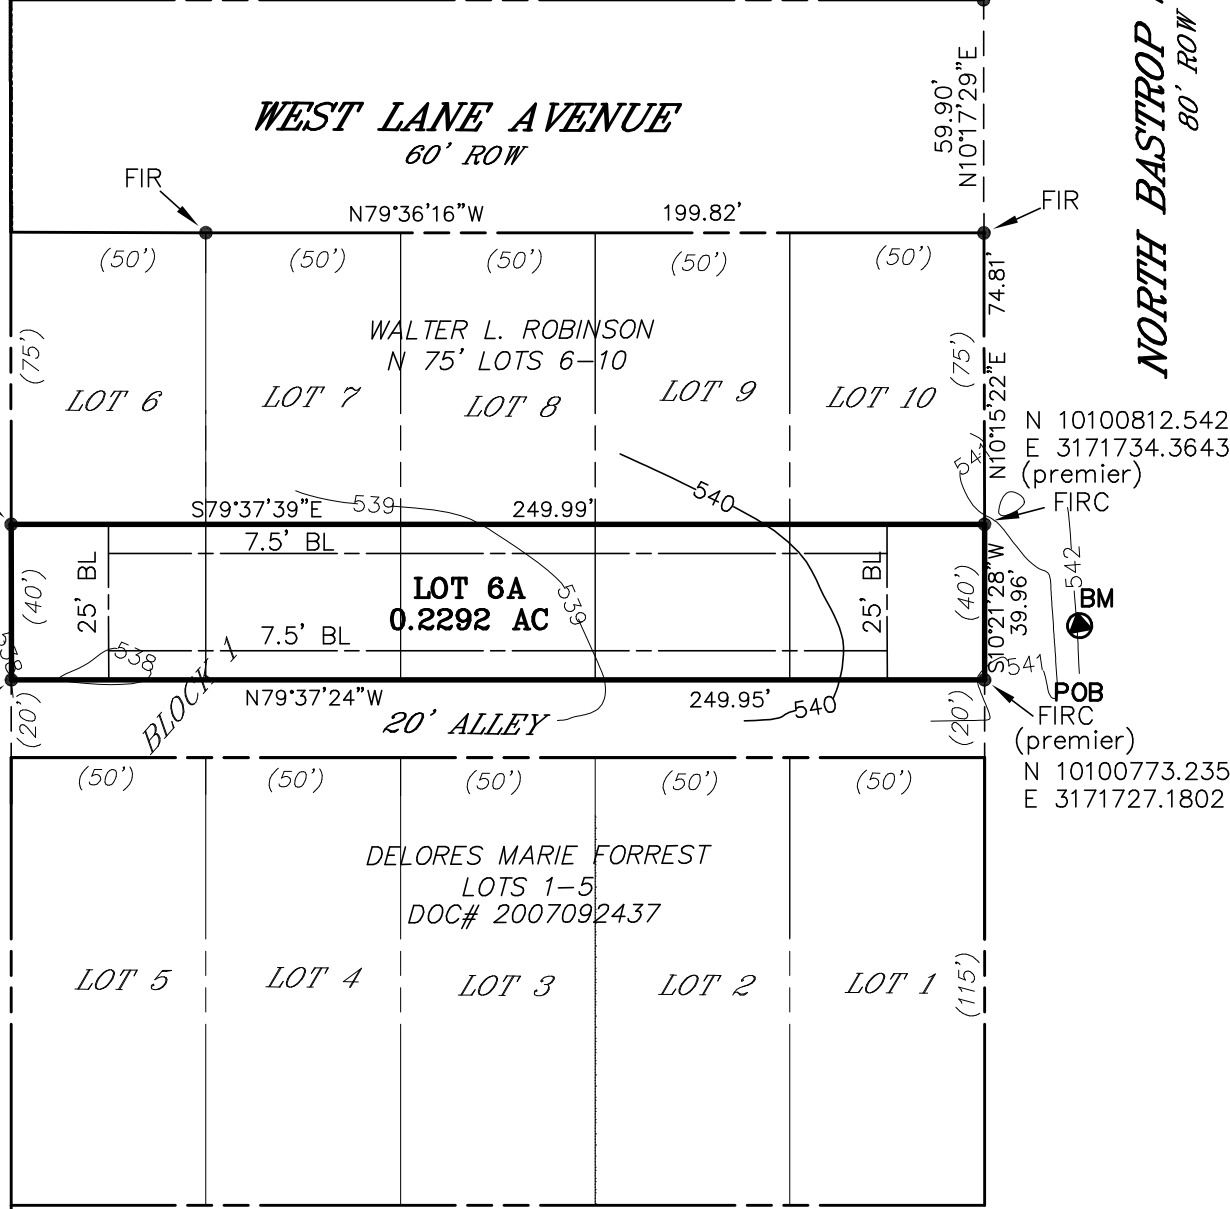 WEST LANE AVENUE
60' ROW
59.90'
N10°17'29"E
NORTH BASTROP
80' ROW
FIR
N79°36'16"W
199.82'
FIR
(50')
(50')
(50')
(50')
(50')
74.81'
N10°15'22"E
(75')
(75')
WALTER L. ROBINSON
N 75' LOTS 6-10
LOT 6
LOT 7
LOT 8
LOT 9
LOT 10
N 10100812.542
E 3171734.3643
(premier)
FIRC
S79°37'39"E
539
249.99'
540
541
7.5' BL
25' BL
(40')
LOT 6A
0.2292 AC
539
25' BL
(40')
S10°21'28"W
39.96'
542
BM
7.5' BL
538
538
BLOCK 1
541
POB
N79°37'24"W
249.95'
540
FIRC
(premier)
(20')
20' ALLEY
(20')
N 10100773.235
E 3171727.1802
(50')
(50')
(50')
(50')
(50')
DELORES MARIE FORREST
LOTS 1-5
DOC# 2007092437
LOT 5
LOT 4
LOT 3
LOT 2
LOT 1
(115')